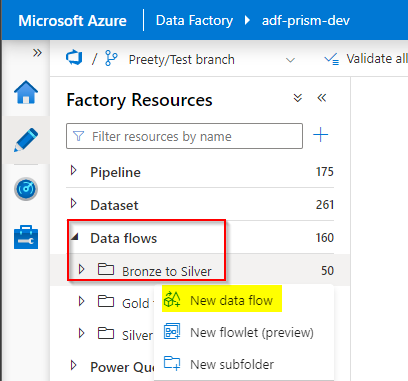 Microsoft Azure Data Factory adf-prism-dev
Preety/Test branch Validate all
Factory Resources
Filter resources by name
Pipeline 175
Dataset 261
Data flows 160
Bronze to Silver 50
New data flow
Gold
New flowlet (preview)
Silver
New subfolder
Power Que